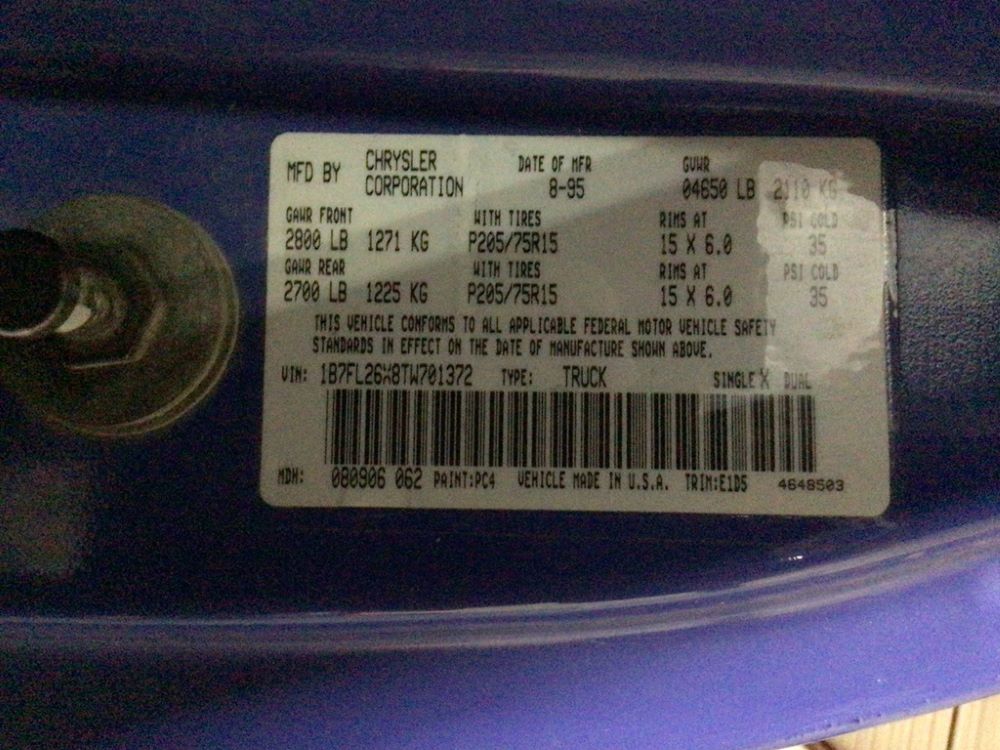 MFD BY CHRYSLER CORPORATION DATE OF MFR 8-95 GVWR 04650 LB 2110 KG
GAWR FRONT WITH TIRES RIMS AT PSI COLD
2800 LB 1271 KG P205/75R15 15 X 6.0 35
GAWR REAR WITH TIRES RIMS AT PSI COLD
2700 LB 1225 KG P205/75R15 15 X 6.0 35
THIS VEHICLE CONFORMS TO ALL APPLICABLE FEDERAL MOTOR VEHICLE SAFETY
STANDARDS IN EFFECT ON THE DATE OF MANUFACTURE SHOWN ABOVE.
VIN: 1B7FL26X8TW701372 TYPE: TRUCK SINGLE X DUAL
MDH: 080906 062 PAINT:PC4 VEHICLE MADE IN U.S.A. TRIM:E1D5 4648503